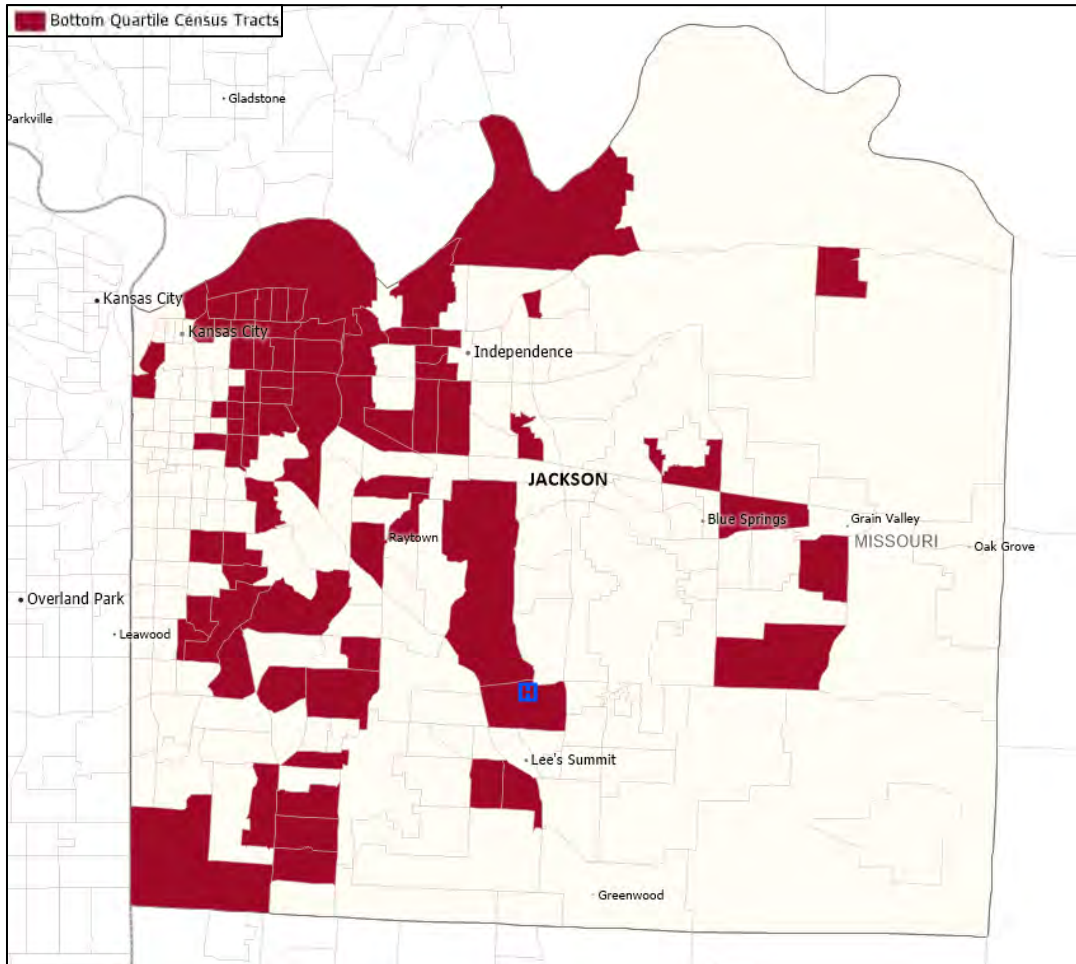 Bottom Quartile Census Tracts
Gladstone
Parkville
Kansas City
Kansas City
Independence
JACKSON
Blue Springs
Grain Valley
Raytown
MISSOURI
Oak Grove
Overland Park
Leawood
H
Lee's Summit
Greenwood